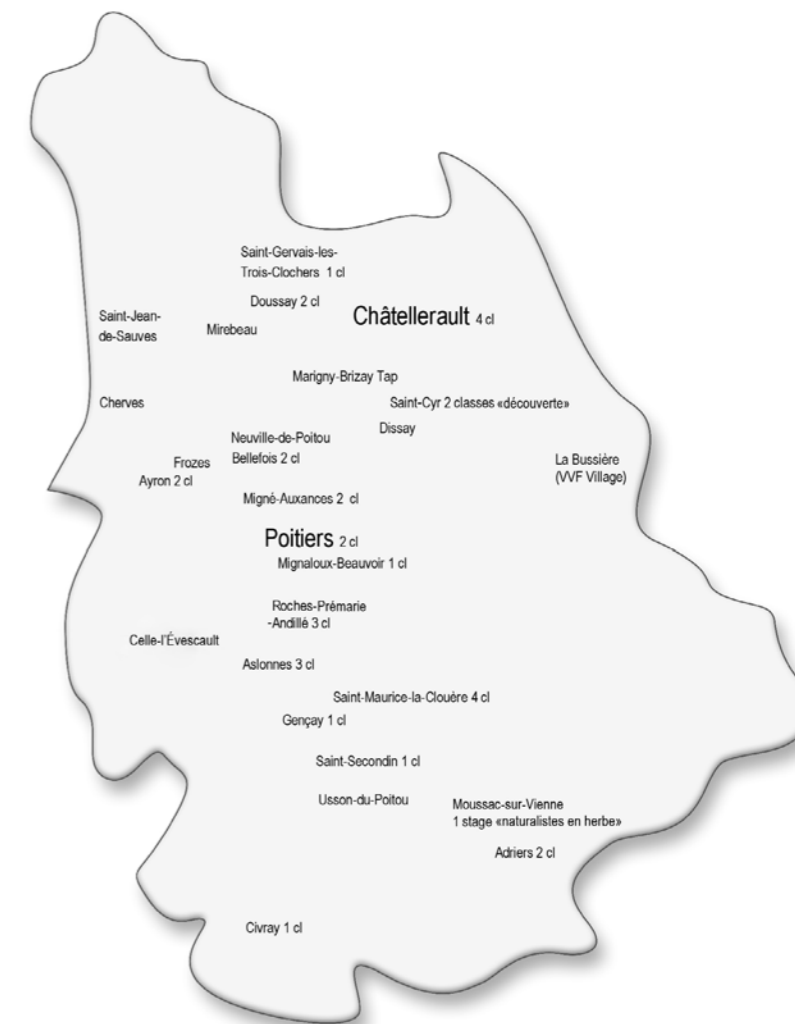 Saint-Gervais-les-
Trois-Clochers 1 cl
Doussay 2 cl
Saint-Jean-
de-Sauves
Mirebeau
Châtellerault 4 cl
Marigny-Brizay Tap
Cherves
Saint-Cyr 2 classes «découverte»
Dissay
Neuville-de-Poitou
Bellefois 2 cl
Frozes
Ayron 2 cl
La Bussière
(VVF Village)
Migné-Auxances 2 cl
Poitiers 2 cl
Mignaloux-Beauvoir 1 cl
Roches-Prémarie
-Andillé 3 cl
Celle-l'Évescault
Aslonnes 3 cl
Saint-Maurice-la-Clouère 4 cl
Gençay 1 cl
Saint-Secondin 1 cl
Usson-du-Poitou
Moussac-sur-Vienne
1 stage «naturalistes en herbe»
Adriers 2 cl
Civray 1 cl